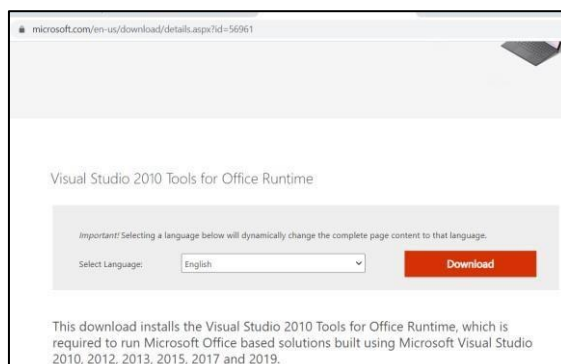 microsoft.com/en-us/download/details.aspx?id=56961
Visual Studio 2010 Tools for Office Runtime
Important! Selecting a language below will dynamically change the complete page content to that language.
Select Language: English Download
This download installs the Visual Studio 2010 Tools for Office Runtime, which is
required to run Microsoft Office based solutions built using Microsoft Visual Studio
2010, 2012, 2013, 2015, 2017 and 2019.